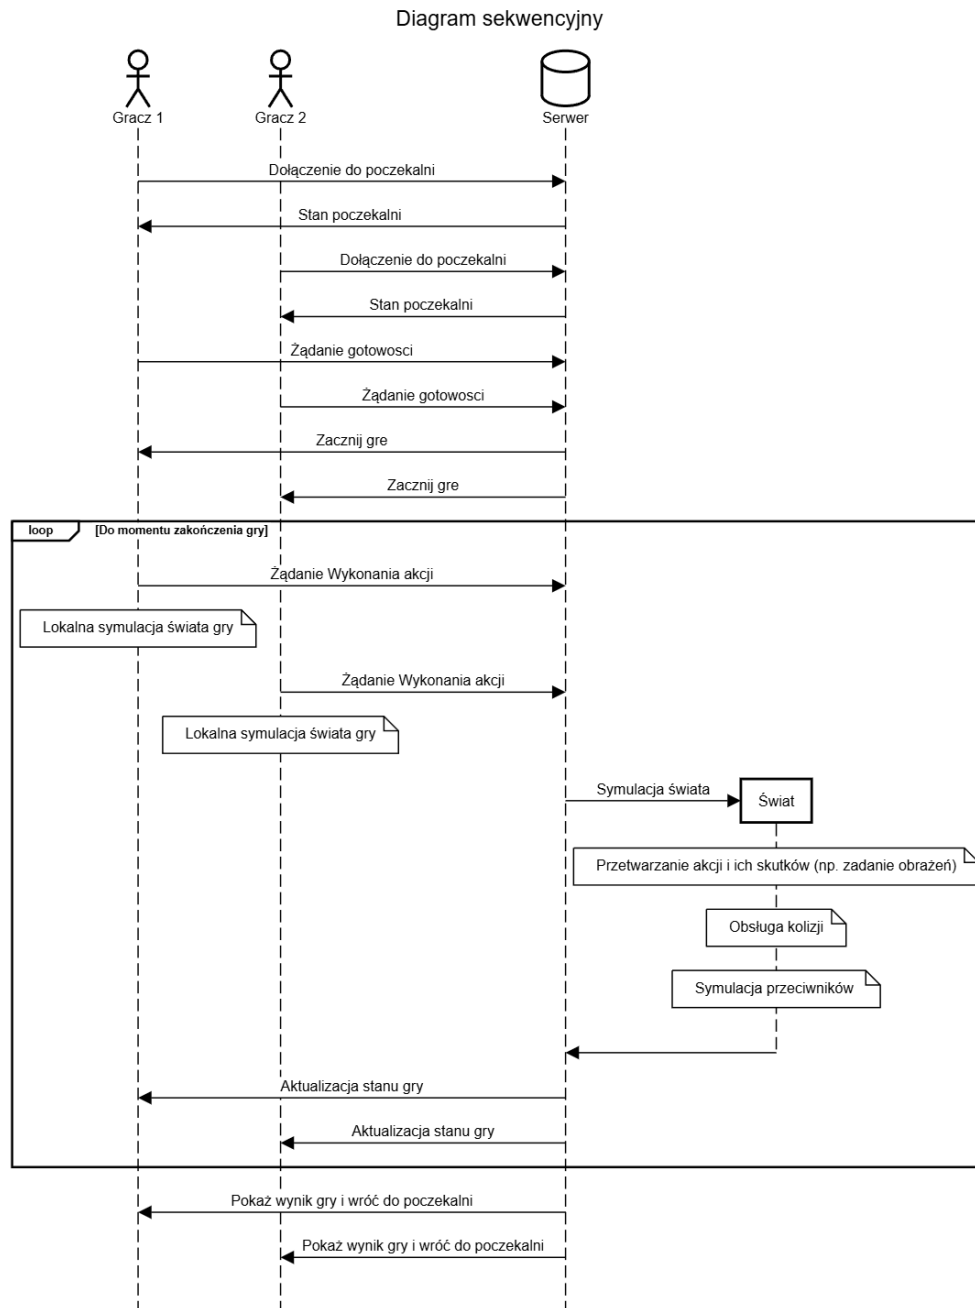 Diagram sekwencyjny
Gracz 1
Gracz 2
Serwer
Dołączenie do poczekalni
Stan poczekalni
Dołączenie do poczekalni
Stan poczekalni
Żądanie gotowosci
Żądanie gotowosci
Zacznij gre
Zacznij gre
loop
[Do momentu zakończenia gry]
Żądanie Wykonania akcji
Lokalna symulacja świata gry
Żądanie Wykonania akcji
Lokalna symulacja świata gry
Symulacja świata
Świat
Przetwarzanie akcji i ich skutków (np. zadanie obrażeń)
Obsługa kolizji
Symulacja przeciwników
Aktualizacja stanu gry
Aktualizacja stanu gry
Pokaż wynik gry i wróć do poczekalni
Pokaż wynik gry i wróć do poczekalni